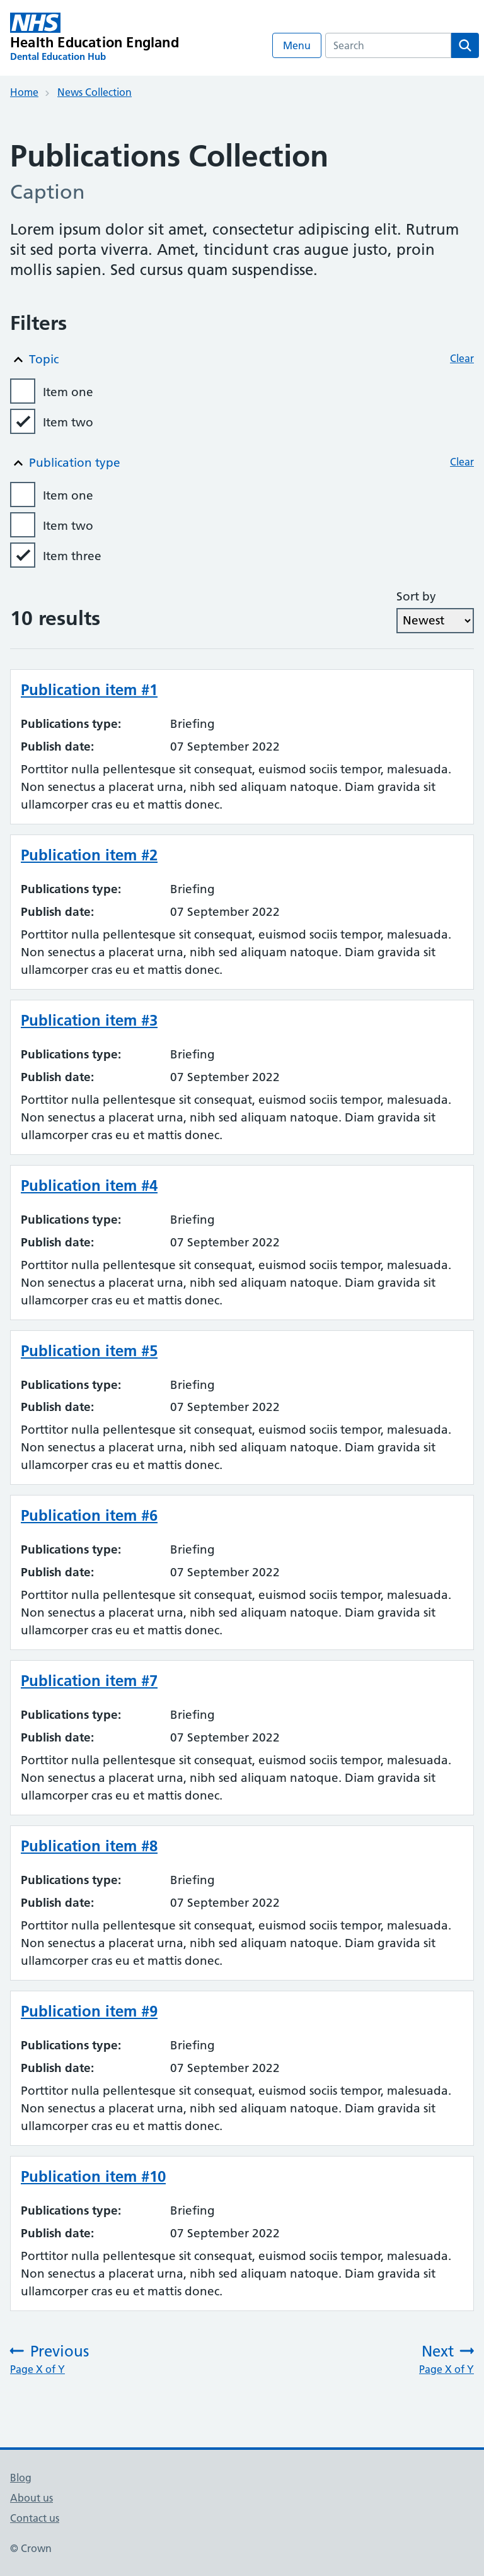 NHS
Health Education England
Dental Education Hub
Menu
Search
Home
News Collection
Publications Collection
Caption
Lorem ipsum dolor sit amet, consectetur adipiscing elit. Rutrum
sit sed porta viverra. Amet, tincidunt cras augue justo, proin
mollis sapien. Sed cursus quam suspendisse.
Filters
Topic
Clear
Item one
Item two
Publication type
Clear
Item one
Item two
Item three
Sort by
10 results
Newest
Publication item #1
Publications type: Briefing
Publish date: 07 September 2022
Porttitor nulla pellentesque sit consequat, euismod sociis tempor, malesuada.
Non senectus a placerat urna, nibh sed aliquam natoque. Diam gravida sit
ullamcorper cras eu et mattis donec.
Publication item #2
Publications type: Briefing
Publish date: 07 September 2022
Porttitor nulla pellentesque sit consequat, euismod sociis tempor, malesuada.
Non senectus a placerat urna, nibh sed aliquam natoque. Diam gravida sit
ullamcorper cras eu et mattis donec.
Publication item #3
Publications type: Briefing
Publish date: 07 September 2022
Porttitor nulla pellentesque sit consequat, euismod sociis tempor, malesuada.
Non senectus a placerat urna, nibh sed aliquam natoque. Diam gravida sit
ullamcorper cras eu et mattis donec.
Publication item #4
Publications type: Briefing
Publish date: 07 September 2022
Porttitor nulla pellentesque sit consequat, euismod sociis tempor, malesuada.
Non senectus a placerat urna, nibh sed aliquam natoque. Diam gravida sit
ullamcorper cras eu et mattis donec.
Publication item #5
Publications type: Briefing
Publish date: 07 September 2022
Porttitor nulla pellentesque sit consequat, euismod sociis tempor, malesuada.
Non senectus a placerat urna, nibh sed aliquam natoque. Diam gravida sit
ullamcorper cras eu et mattis donec.
Publication item #6
Publications type: Briefing
Publish date: 07 September 2022
Porttitor nulla pellentesque sit consequat, euismod sociis tempor, malesuada.
Non senectus a placerat urna, nibh sed aliquam natoque. Diam gravida sit
ullamcorper cras eu et mattis donec.
Publication item #7
Publications type: Briefing
Publish date: 07 September 2022
Porttitor nulla pellentesque sit consequat, euismod sociis tempor, malesuada.
Non senectus a placerat urna, nibh sed aliquam natoque. Diam gravida sit
ullamcorper cras eu et mattis donec.
Publication item #8
Publications type: Briefing
Publish date: 07 September 2022
Porttitor nulla pellentesque sit consequat, euismod sociis tempor, malesuada.
Non senectus a placerat urna, nibh sed aliquam natoque. Diam gravida sit
ullamcorper cras eu et mattis donec.
Publication item #9
Publications type: Briefing
Publish date: 07 September 2022
Porttitor nulla pellentesque sit consequat, euismod sociis tempor, malesuada.
Non senectus a placerat urna, nibh sed aliquam natoque. Diam gravida sit
ullamcorper cras eu et mattis donec.
Publication item #10
Publications type: Briefing
Publish date: 07 September 2022
Porttitor nulla pellentesque sit consequat, euismod sociis tempor, malesuada.
Non senectus a placerat urna, nibh sed aliquam natoque. Diam gravida sit
ullamcorper cras eu et mattis donec.
Previous
Page X of Y
Next
Page X of Y
Blog
About us
Contact us
© Crown